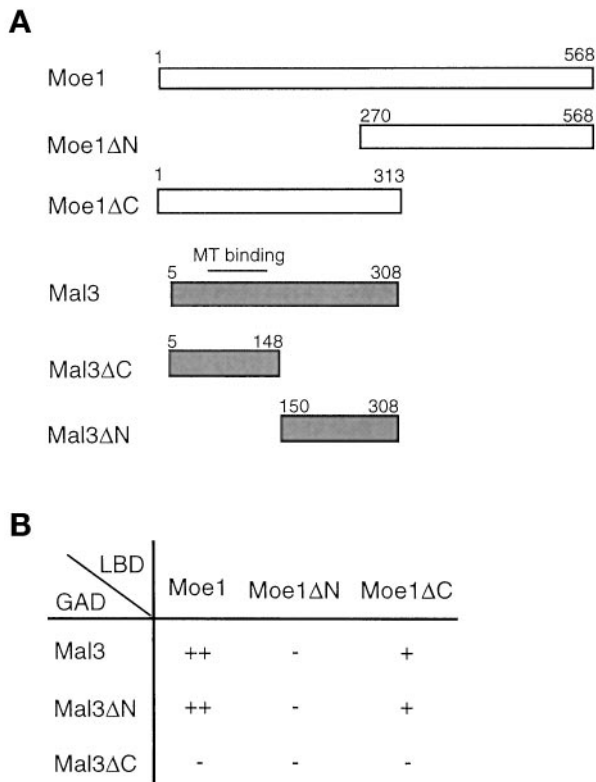 A
1 568
Moe1
270 568
Moe1ΔN
1 313
Moe1ΔC
MT binding
5 308
Mal3
5 148
Mal3ΔC
150 308
Mal3ΔN
B
LBD
GAD
Moe1 Moe1ΔN Moe1ΔC
Mal3 ++ - +
Mal3ΔN ++ - +
Mal3ΔC - - -